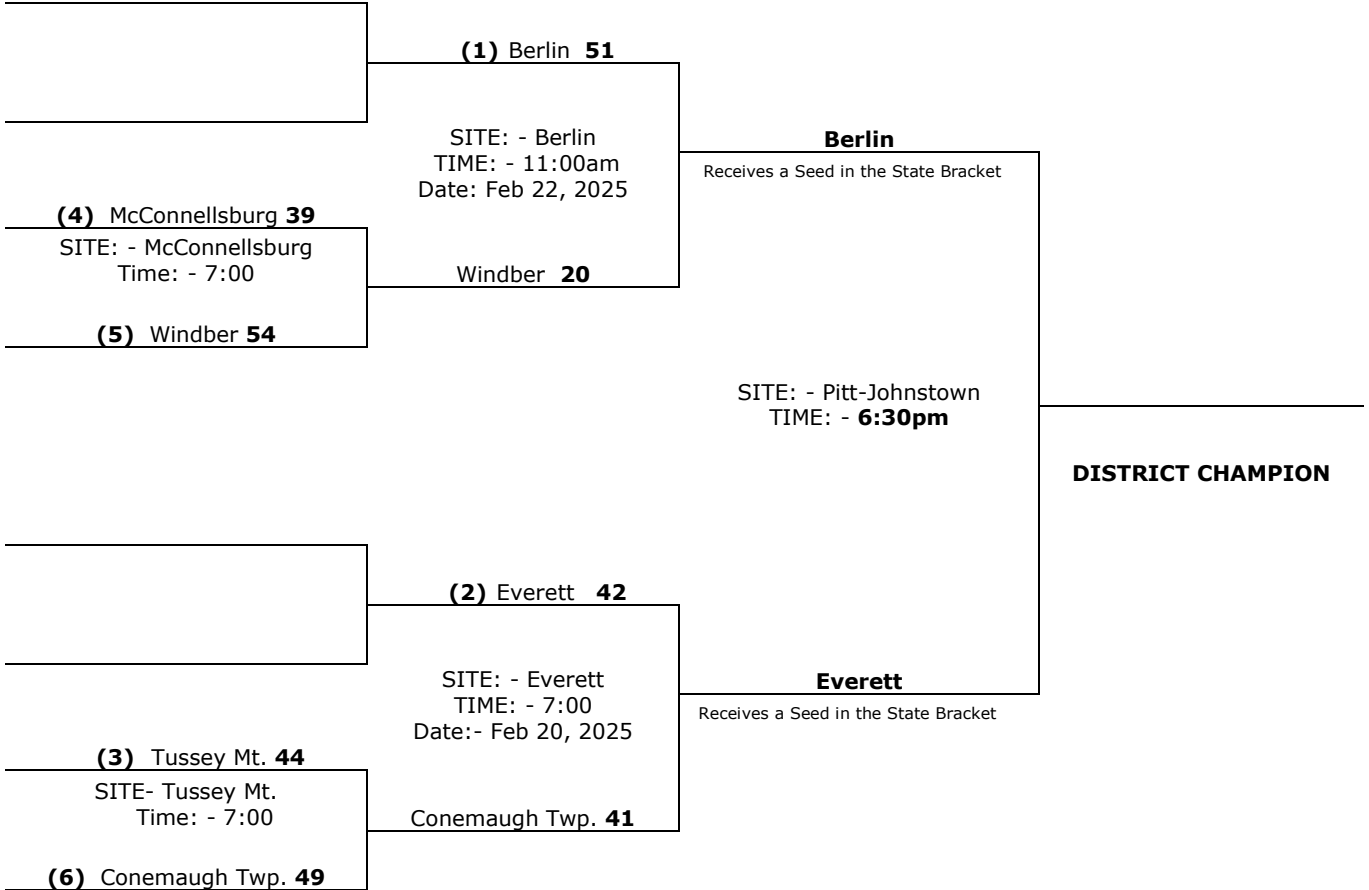 (1) Berlin 51
SITE: - Berlin
TIME: - 11:00am
Date: Feb 22, 2025
Berlin
Receives a Seed in the State Bracket
(4) McConnellsburg 39
SITE: - McConnellsburg
Time: - 7:00
Windber 20
(5) Windber 54
SITE: - Pitt-Johnstown
TIME: - 6:30pm
DISTRICT CHAMPION
(2) Everett 42
SITE: - Everett
TIME: - 7:00
Date:- Feb 20, 2025
Everett
Receives a Seed in the State Bracket
(3) Tussey Mt. 44
SITE- Tussey Mt.
Time: - 7:00
Conemaugh Twp. 41
(6) Conemaugh Twp. 49